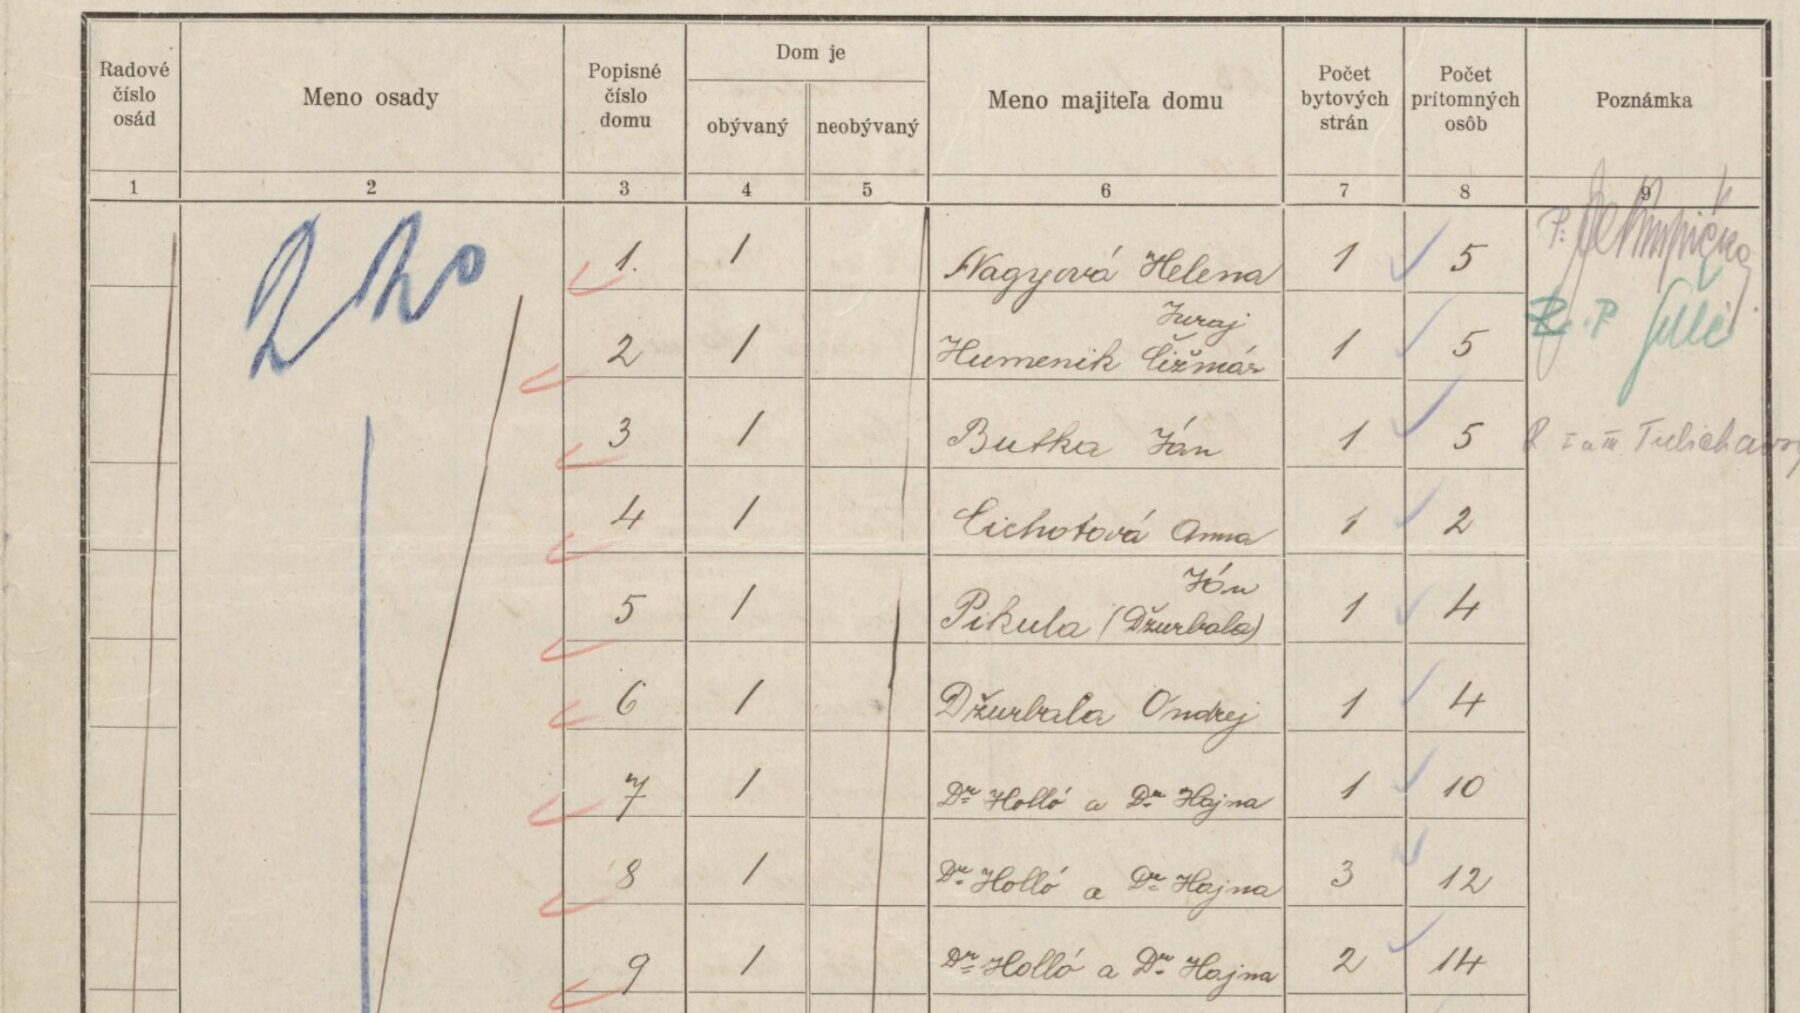 Radové číslo osád
Meno osady
Popisné číslo domu
Dom je
obývaný
neobývaný
Meno majiteľa domu
Počet bytových strán
Počet prítomných osôb
Poznámka
1 2 3 4 5 6 7 8 9
1. 1 Nagyová Helena 1 5
Juraj
2 1 Humenik Čižmár 1 5
R. P
3 1 Butka Ján 1 5
I a III
4 1 Cichotová Anna 1 2
Ján
5 1 Pikula (Džurbala) 1 4
6 1 Džurbala Ondrej 1 4
7 1 Dr Holló a Dr Hajna 1 10
8 1 Dr Holló a Dr Hajna 3 12
9 1 Dr Holló a Dr Hajna 2 14